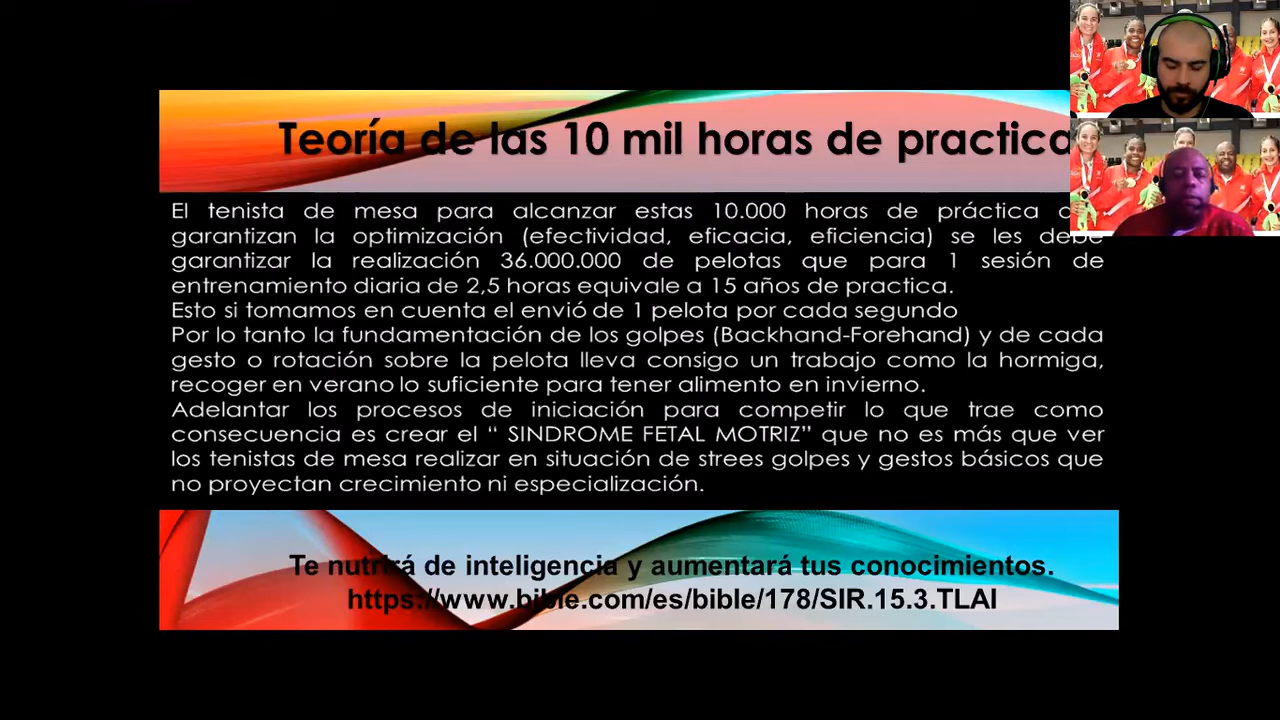 Teoría de las 10 mil horas de practica
El tenista de mesa para alcanzar estas 10.000 horas de práctica
garantizan la optimización (efectividad, eficacia, eficiencia) se les debe
garantizar la realización 36.000.000 de pelotas que para 1 sesión de
entrenamiento diaria de 2,5 horas equivale a 15 años de practica.
Esto si tomamos en cuenta el envió de 1 pelota por cada segundo
Por lo tanto la fundamentación de los golpes (Backhand-Forehand) y de cada
gesto o rotación sobre la pelota lleva consigo un trabajo como la hormiga,
recoger en verano lo suficiente para tener alimento en invierno.
Adelantar los procesos de iniciación para competir lo que trae como
consecuencia es crear el “ SINDROME FETAL MOTRIZ” que no es más que ver
los tenistas de mesa realizar en situación de strees golpes y gestos básicos que
no proyectan crecimiento ni especialización.
Te nutrirá de inteligencia y aumentará tus conocimientos.
https://www.bible.com/es/bible/178/SIR.15.3.TLAI